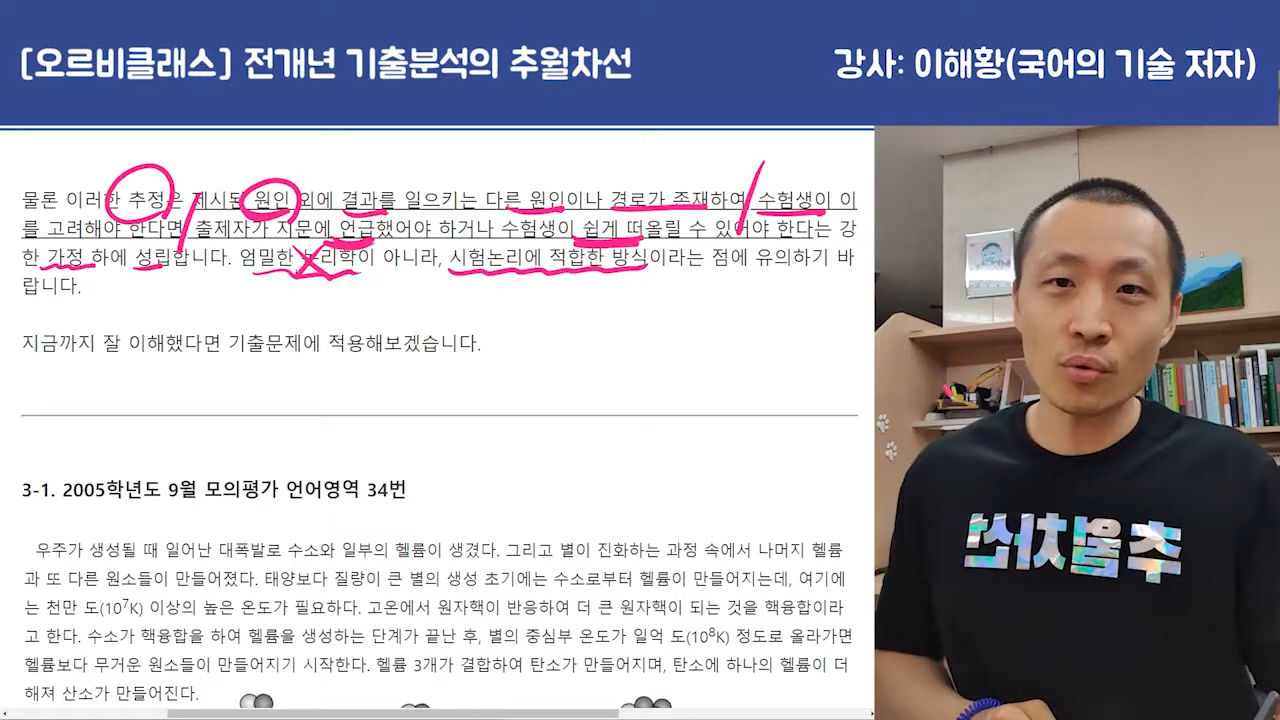 [오르비클래스] 전개년 기출분석의 추월차선
강사: 이해황(국어의 기술 저자)
물론 이러한 추정은 제시된 원인 외에 결과를 일으키는 다른 원인이나 경로가 존재하여 수험생이 이
를 고려해야 한다면, 출제자가 지문에 언급했어야 하거나 수험생이 쉽게 떠올릴 수 있어야 한다는 강
한 가정 하에 성립합니다. 엄밀한 논리학이 아니라, 시험논리에 적합한 방식이라는 점에 유의하기 바
랍니다.
지금까지 잘 이해했다면 기출문제에 적용해보겠습니다.
3-1. 2005학년도 9월 모의평가 언어영역 34번
우주가 생성될 때 일어난 대폭발로 수소와 일부의 헬륨이 생겼다. 그리고 별이 진화하는 과정 속에서 나머지 헬륨
과 또 다른 원소들이 만들어졌다. 태양보다 질량이 큰 별의 생성 초기에는 수소로부터 헬륨이 만들어지는데, 여기에
는 천만 도(10⁷K) 이상의 높은 온도가 필요하다. 고온에서 원자핵이 반응하여 더 큰 원자핵이 되는 것을 핵융합이라
고 한다. 수소가 핵융합을 하여 헬륨을 생성하는 단계가 끝난 후, 별의 중심부 온도가 일억 도(10⁸K) 정도로 올라가면
헬륨보다 무거운 원소들이 만들어지기 시작한다. 헬륨 3개가 결합하여 탄소가 만들어지며, 탄소에 하나의 헬륨이 더
해져 산소가 만들어진다.
추월차선